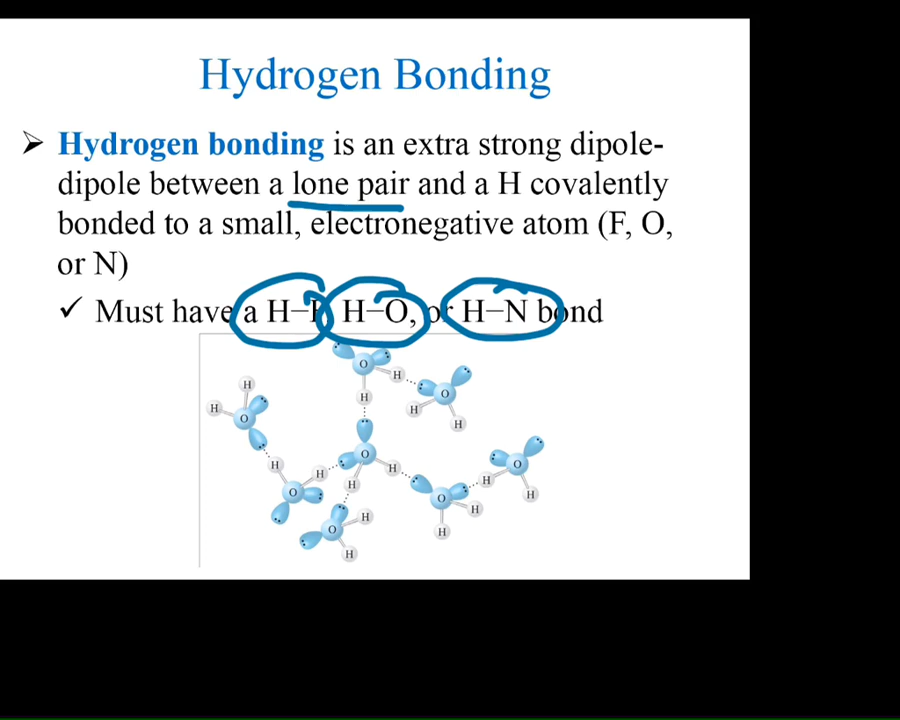 Hydrogen Bonding
➢ Hydrogen bonding is an extra strong dipole-
dipole between a lone pair and a H covalently
bonded to a small, electronegative atom (F, O,
or N)
✓ Must have a H–F, H–O, or H–N bond
O
H
H
O
H
H
H
O
H
H
O
H
H
O
H
H
O
H
H
O
H
H
O
H
H
O
H
H